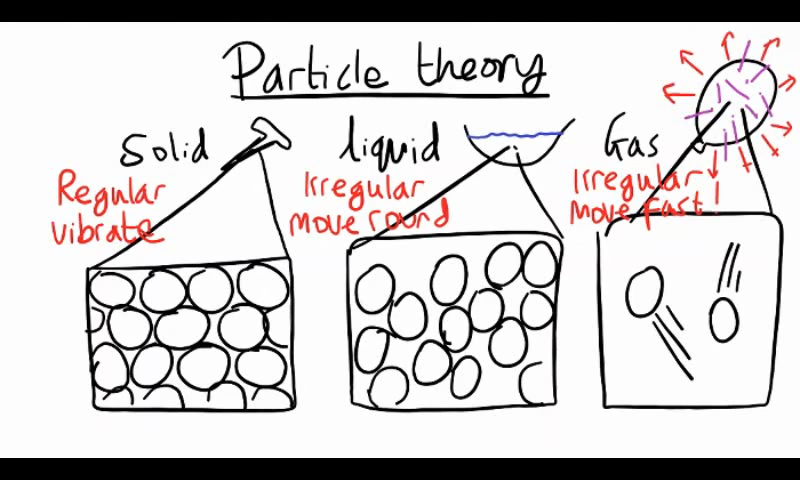 Particle theory
Solid
Regular
vibrate
liquid
Irregular
move round
Gas
Irregular
move fast!